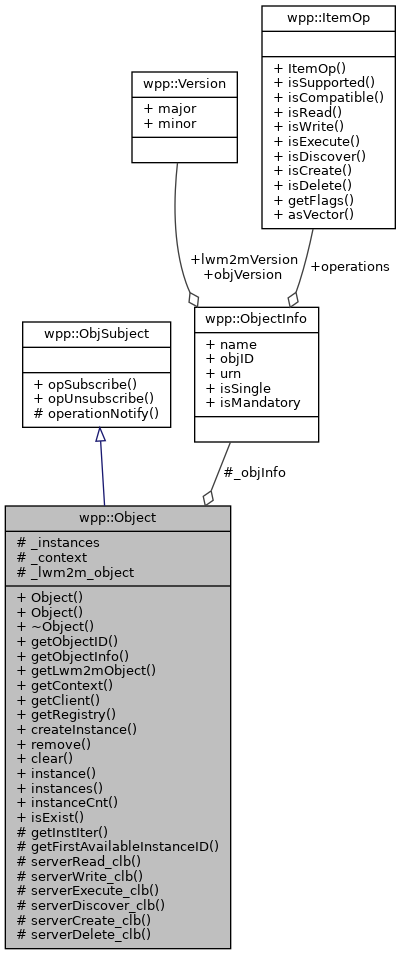 wpp::ItemOp
+ ItemOp()
+ isSupported()
+ isCompatible()
+ isRead()
+ isWrite()
+ isExecute()
+ isDiscover()
+ isCreate()
+ isDelete()
+ getFlags()
+ asVector()
wpp::Version
+ major
+ minor
+lwm2mVersion
+objVersion
+operations
wpp::ObjectInfo
+ name
+ objID
+ urn
+ isSingle
+ isMandatory
wpp::ObjSubject
+ opSubscribe()
+ opUnsubscribe()
# operationNotify()
#_objInfo
wpp::Object
# _instances
# _context
# _lwm2m_object
+ Object()
+ Object()
+ ~Object()
+ getObjectID()
+ getObjectInfo()
+ getLwm2mObject()
+ getContext()
+ getClient()
+ getRegistry()
+ createInstance()
+ remove()
+ clear()
+ instance()
+ instances()
+ instanceCnt()
+ isExist()
# getInstIter()
# getFirstAvailableInstanceID()
# serverRead_clb()
# serverWrite_clb()
# serverExecute_clb()
# serverDiscover_clb()
# serverCreate_clb()
# serverDelete_clb()